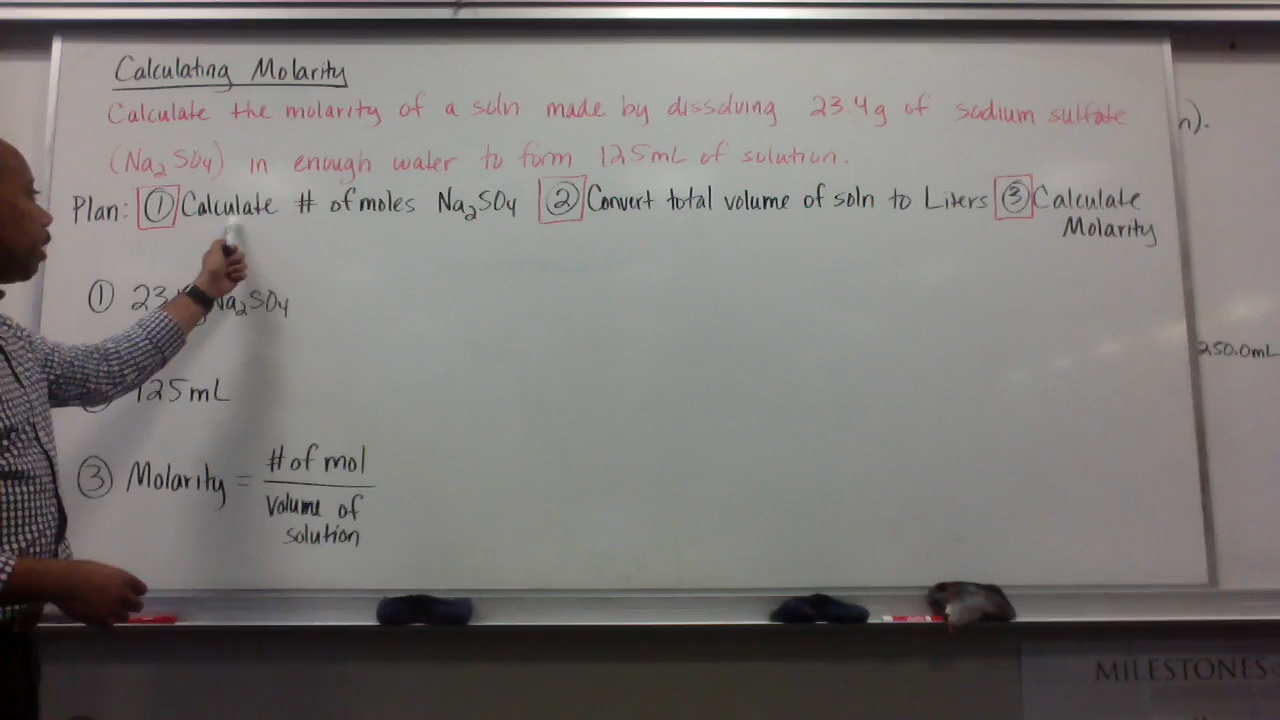 Calculating Molarity
Calculate the molarity of a soln made by dissolving 23.4g of sodium sulfate
(Na₂SO₄) in enough water to form 125mL of solution.
n).
Plan: ① Calculate # of moles Na₂SO₄ ② Convert total volume of soln to Liters ③ Calculate
Molarity
① 23 Na₂SO₄
125mL
250.0mL
③ Molarity = # of mol
Volume of
solution
MILESTONES